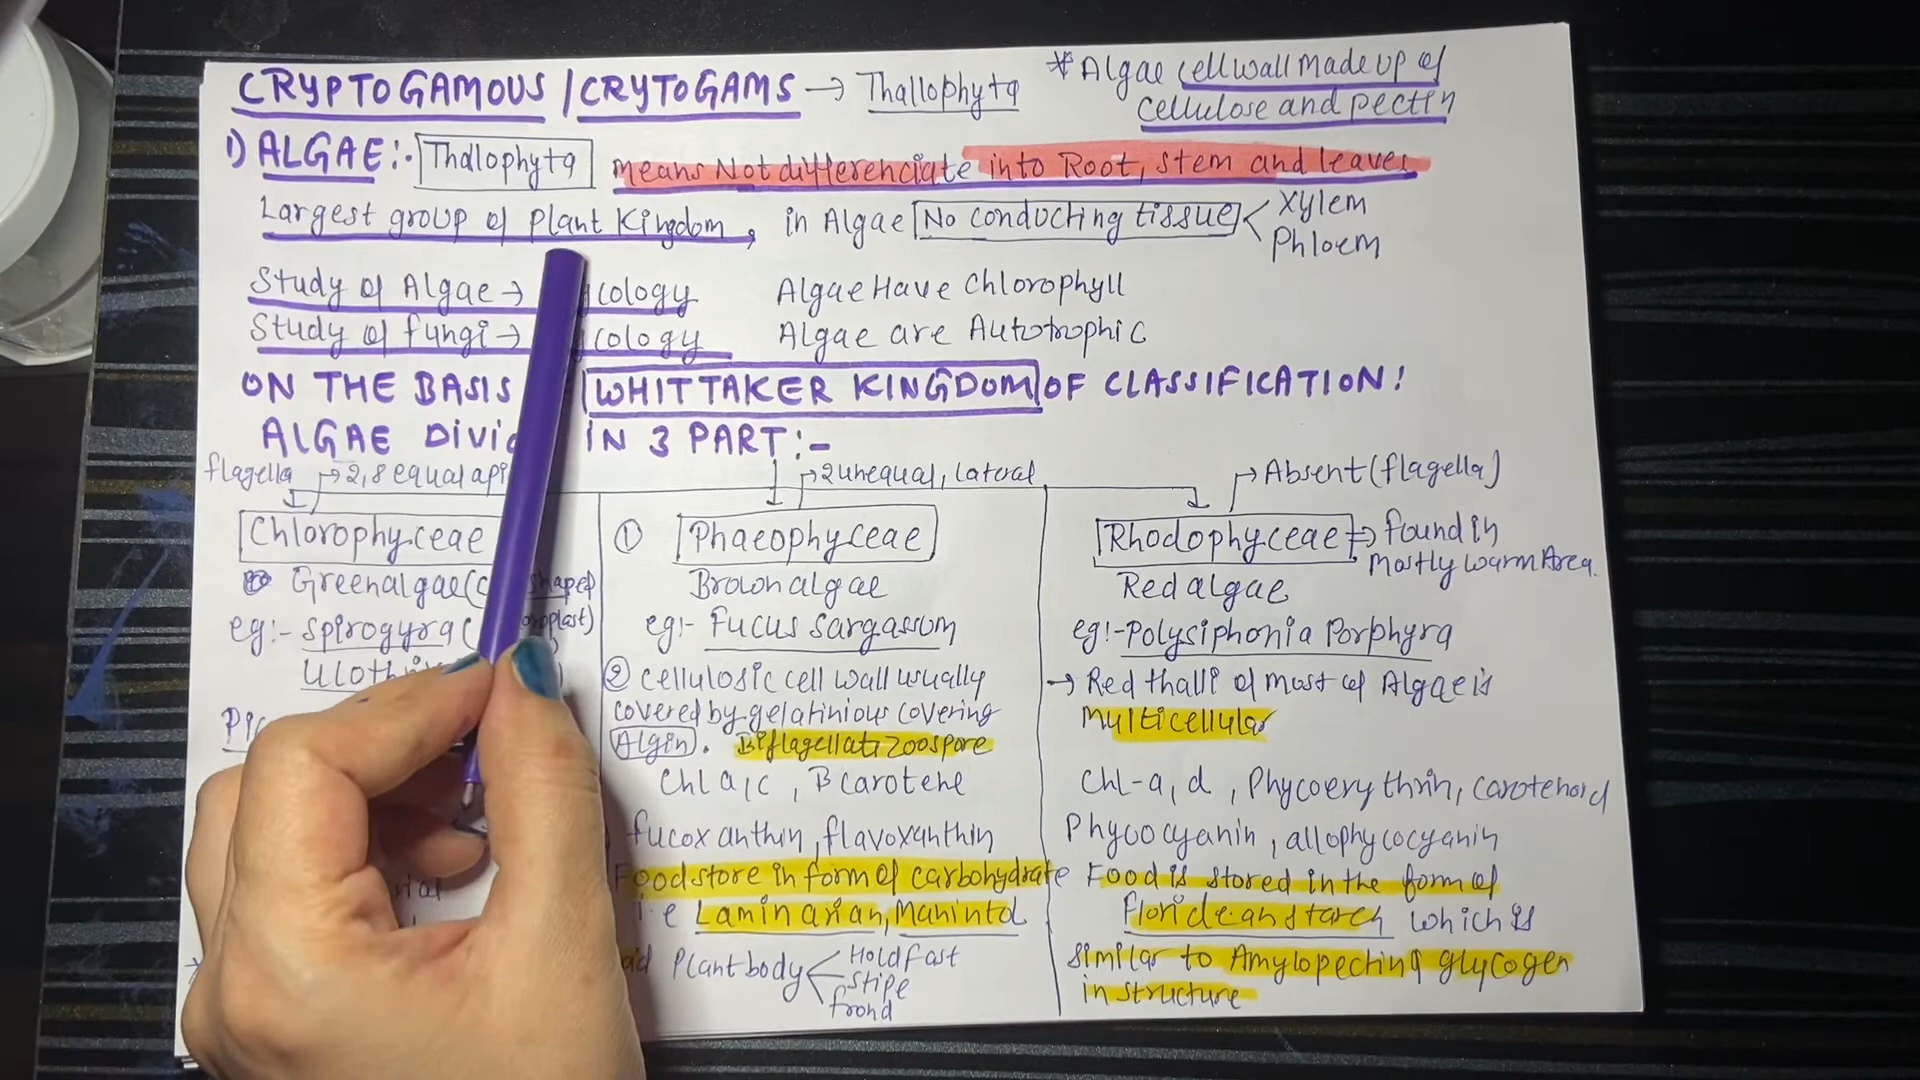 CRYPTOGAMOUS / CRYTOGAMS → Thallophyta
* Algae cell wall made up of
cellulose and pectin
1) ALGAE :- Thallophyta means Not differenciate into Root, stem and leaves
Largest group of plant kingdom, in Algae No conducting tissue < Xylem
Phloem
Study of Algae → cology Algae Have chlorophyll
Study of fungi → cology Algae are Autotrophic
ON THE BASIS WHITTAKER KINGDOM OF CLASSIFICATION!
ALGAE DIVI IN 3 PART :-
flagella → 2,8 equal api
→ 2 unequal, lateral
→ Absent (flagella)
Chlorophyceae
Green algae ( shaped
oroplast)
eg:- spirogyra (
Uloth
① Phaeophyceae
Brown algae
eg:- Fucus Sargassum
② cellulosic cell wall usually
covered by gelatinious covering
Algin. Biflagellate zoospore
Chl a,c , B carotene
fucoxanthin, flavoxanthin
Food store in form of carbohydrate
i.e Laminarian, Manintol
Plant body < Holdfast
Stipe
frond
Rhodophyceae ⇒ found in
mostly warm Area.
Red algae
eg:- Polysiphonia Porphyra
→ Red thalli of most of Algae is
multicellular
Chl-a, d , Phycoerythrin, carotenoid
Phycocyanin, allophycocyanin
Food is stored in the form of
floridean starch which is
similar to Amylopectin q glycogen
in structure